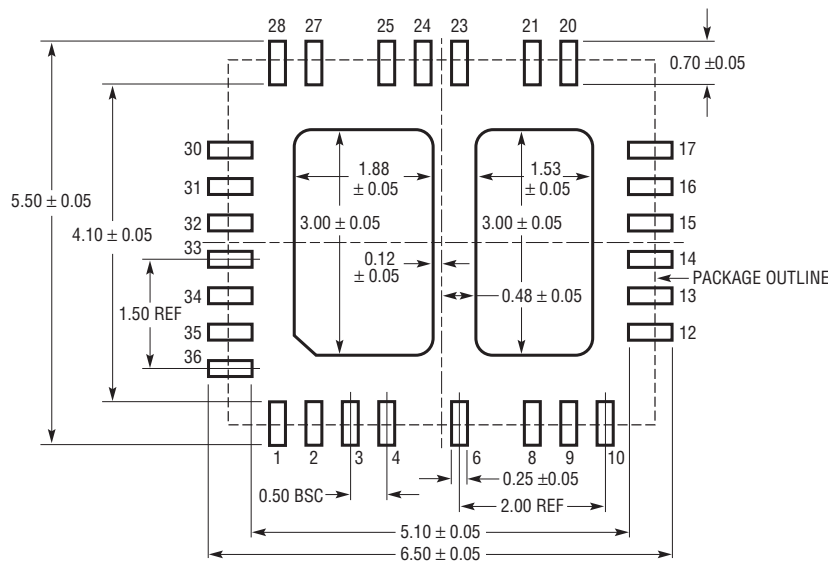 28 27 25 24 23 21 20
0.70 ±0.05
30
31
32
33
34
35
36
17
16
15
14
13
12
1.88
± 0.05
1.53
± 0.05
3.00 ± 0.05
3.00 ± 0.05
5.50 ± 0.05
4.10 ± 0.05
0.12
± 0.05
0.48 ± 0.05
PACKAGE OUTLINE
1.50 REF
1 2 3 4 6 8 9 10
0.25 ±0.05
0.50 BSC
2.00 REF
5.10 ± 0.05
6.50 ± 0.05